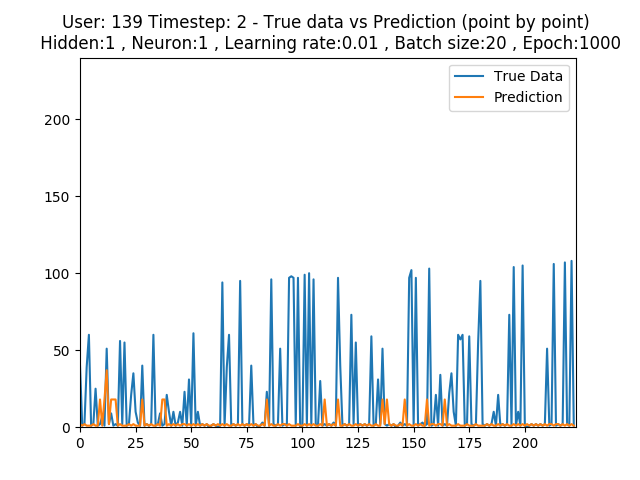 User: 139 Timestep: 2 - True data vs Prediction (point by point)
Hidden:1 , Neuron:1 , Learning rate:0.01 , Batch size:20 , Epoch:1000
True Data
Prediction
200
150
100
50
0
0 25 50 75 100 125 150 175 200